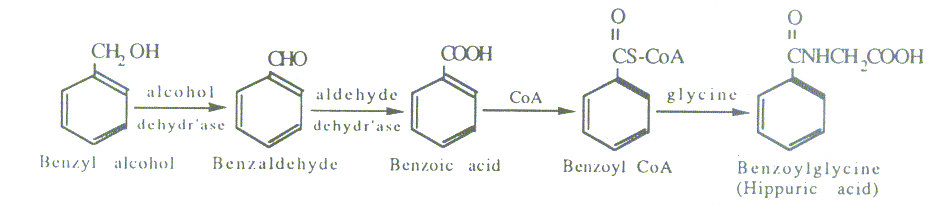 CH2OH
CHO
COOH
O
CS-CoA
O
CNHCH2COOH
alcohol
dehydr'ase
aldehyde
dehydr'ase
CoA
glycine
Benzyl alcohol
Benzaldehyde
Benzoic acid
Benzoyl CoA
Benzoylglycine
(Hippuric acid)